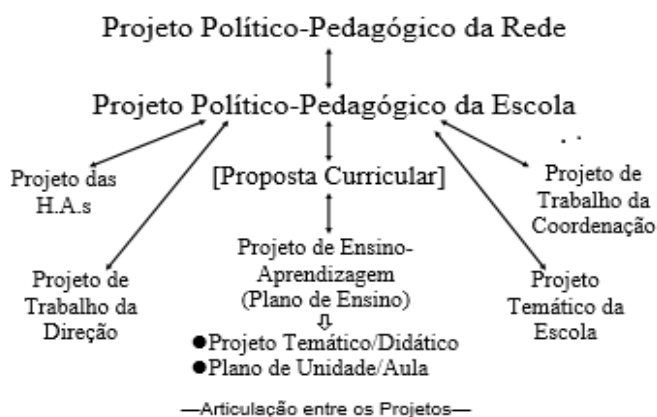 Projeto Político-Pedagógico da Rede
Projeto Político-Pedagógico da Escola
Projeto das
H.A.s
[Proposta Curricular]
Projeto de
Trabalho da
Coordenação
Projeto de
Trabalho da
Direção
Projeto de Ensino-
Aprendizagem
(Plano de Ensino)
Projeto
Temático da
Escola
●Projeto Temático/Didático
●Plano de Unidade/Aula
—Articulação entre os Projetos—